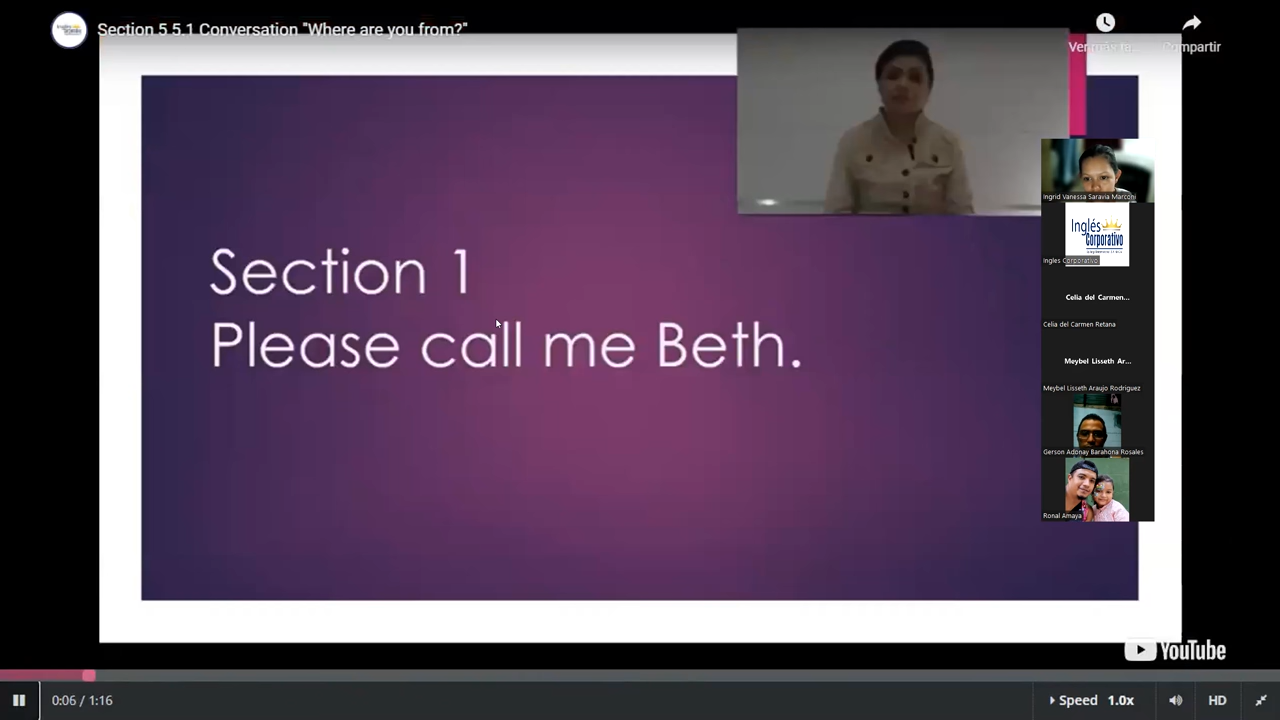 Section 5 5.1 Conversation "Where are you from?"
Compartir
Section 1
Please call me Beth.
Ingrid Vanessa Saravia Marconi
Inglés
Corporativo
Ingles Corporativo
Celia del Carmen...
Celia del Carmen Retana
Meybel Lisseth Ar...
Meybel Lisseth Araujo Rodriguez
Gerson Adonay Barahona Rosales
Ronal Amaya
YouTube
0:06 / 1:16
Speed 1.0x
HD